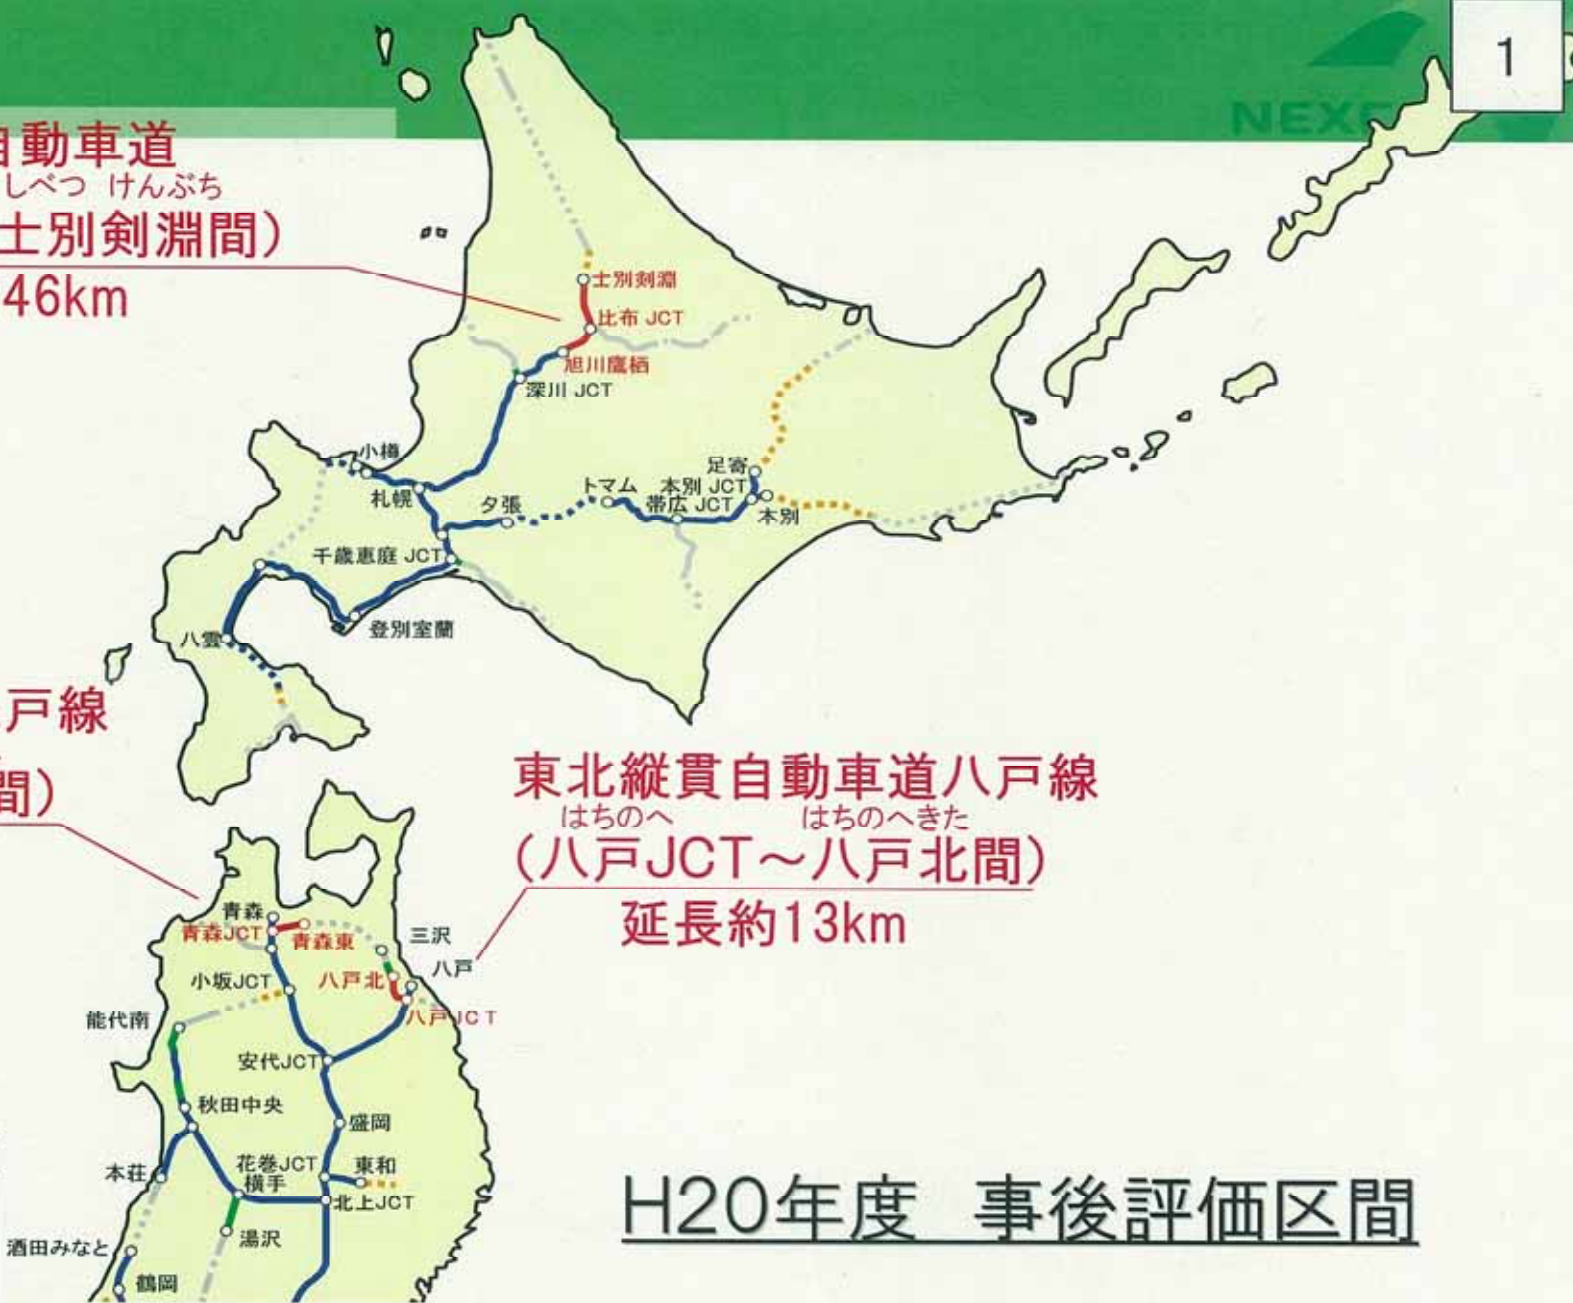 1
NEX
自動車道
しべつ けんぶち
士別剣淵間)
46km
士別剣淵
比布 JCT
旭川鷹栖
深川 JCT
小樽
札幌
夕張
トマム
足寄
本別 JCT
帯広 JCT
本別
千歳恵庭 JCT
登別室蘭
八雲
戸線
間)
東北縦貫自動車道八戸線
はちのへ はちのへきた
(八戸JCT～八戸北間)
延長約13km
青森
青森JCT
青森東
三沢
八戸
八戸北
八戸JCT
小坂JCT
能代南
安代JCT
秋田中央
盛岡
本荘
花巻JCT
東和
横手
北上JCT
湯沢
酒田みなと
鶴岡
H20年度 事後評価区間